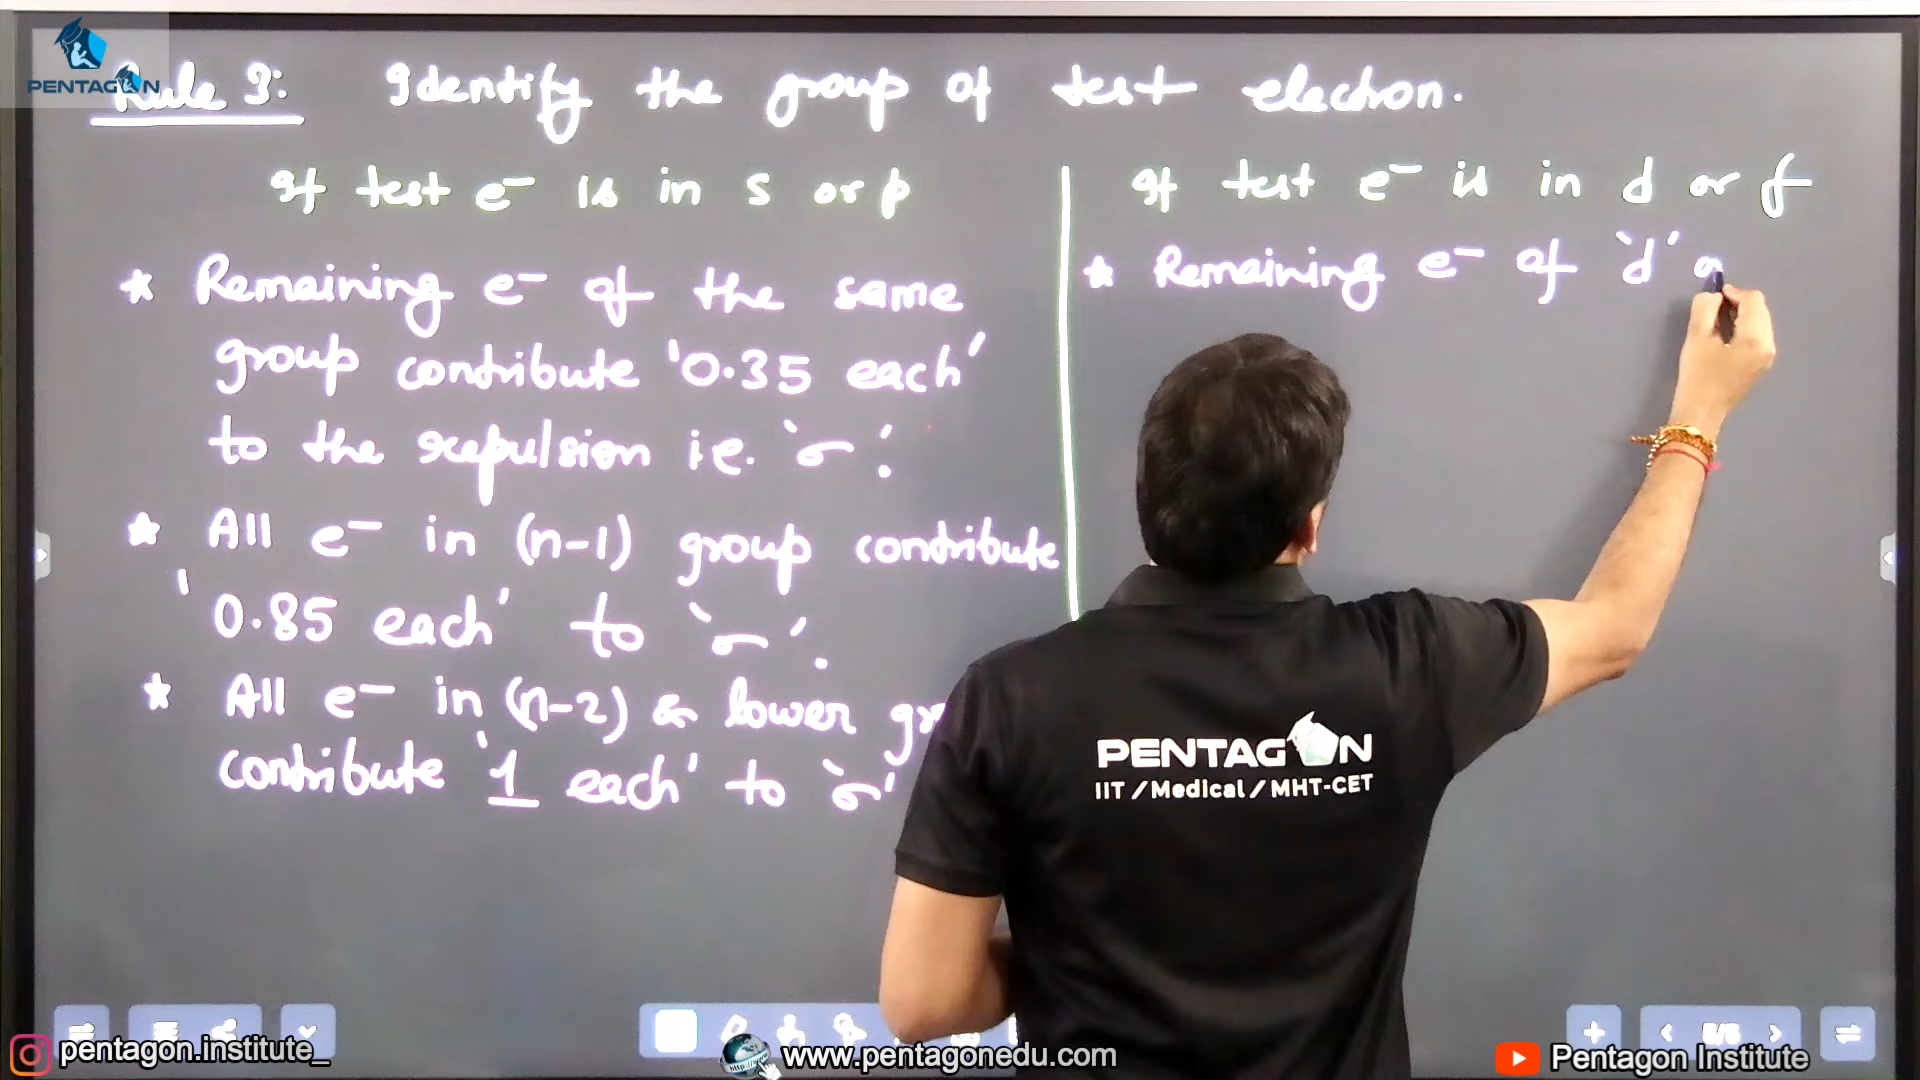 PENTAGON
Rule 3: Identify the group of test electron.
If test e⁻ is in s or p
* Remaining e⁻ of the same
group contribute '0.35 each'
to the repulsion i.e. 'σ'.
* All e⁻ in (n-1) group contribute
'0.85 each' to 'σ'.
* All e⁻ in (n-2) & lower
contribute '1 each' to 'σ'
If test e⁻ is in d or f
* Remaining e⁻ of 'd'
PENTAGON
IIT / Medical / MHT-CET
5/5
pentagon.institute_
http://
www.pentagonedu.com
Pentagon Institute